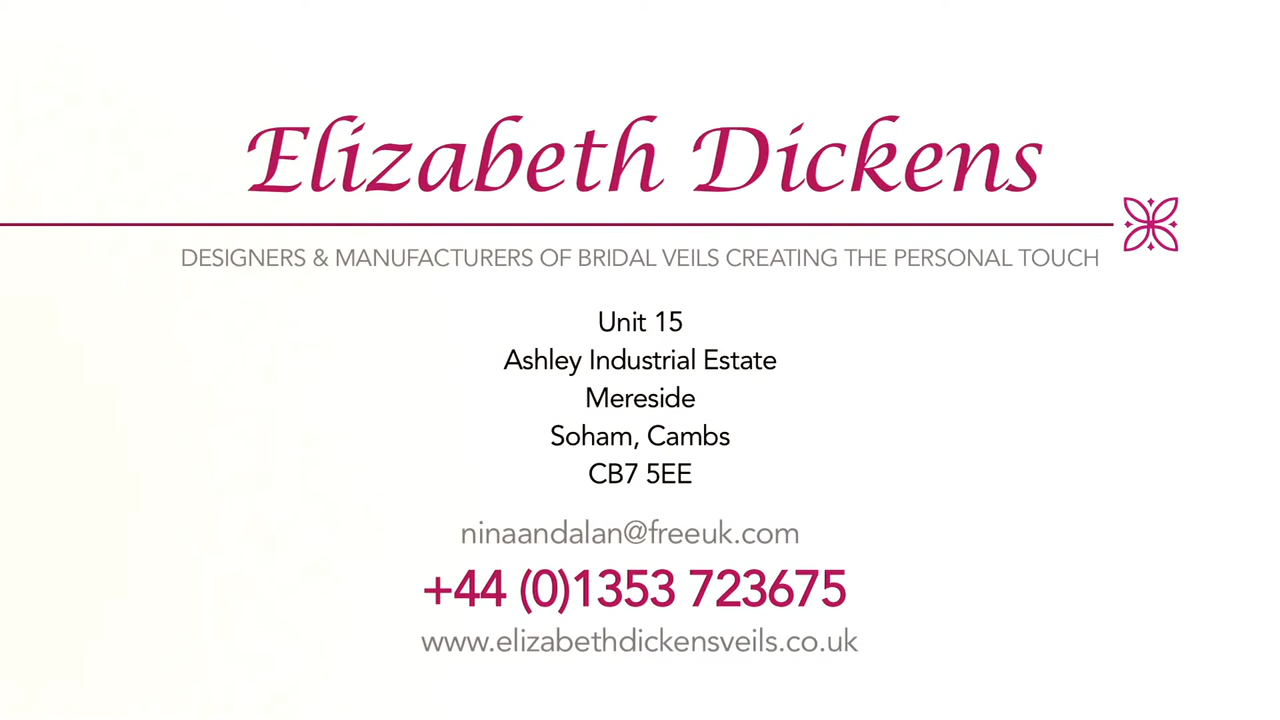 Elizabeth Dickens
DESIGNERS & MANUFACTURERS OF BRIDAL VEILS CREATING THE PERSONAL TOUCH
Unit 15
Ashley Industrial Estate
Mereside
Soham, Cambs
CB7 5EE
ninaandalan@freeuk.com
+44 (0)1353 723675
www.elizabethdickensveils.co.uk